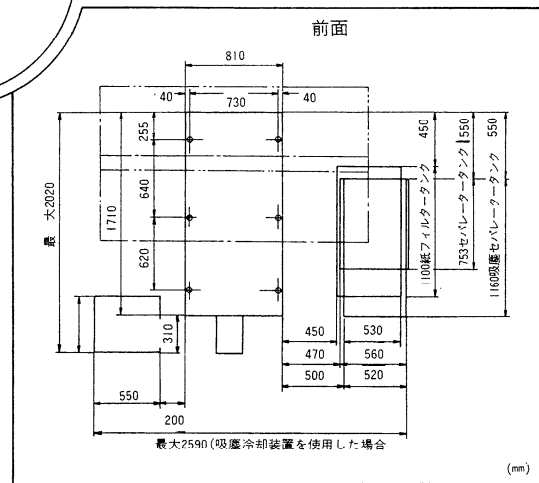 前面
810
40
730
40
255
640
620
1710
最 大2020
310
550
200
450
1100紙フィルタータンク
550
753セパレータータンク
550
1160吸塵セパレータータンク
450
530
470
560
500
520
最大2590(吸塵冷却装置を使用した場合
(mm)